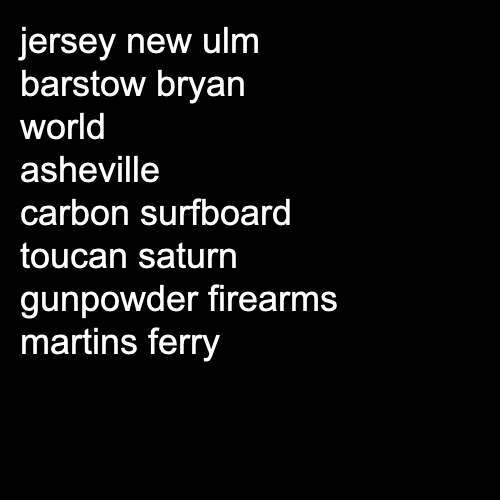 jersey new ulm
barstow bryan
world
asheville
carbon surfboard
toucan saturn
gunpowder firearms
martins ferry